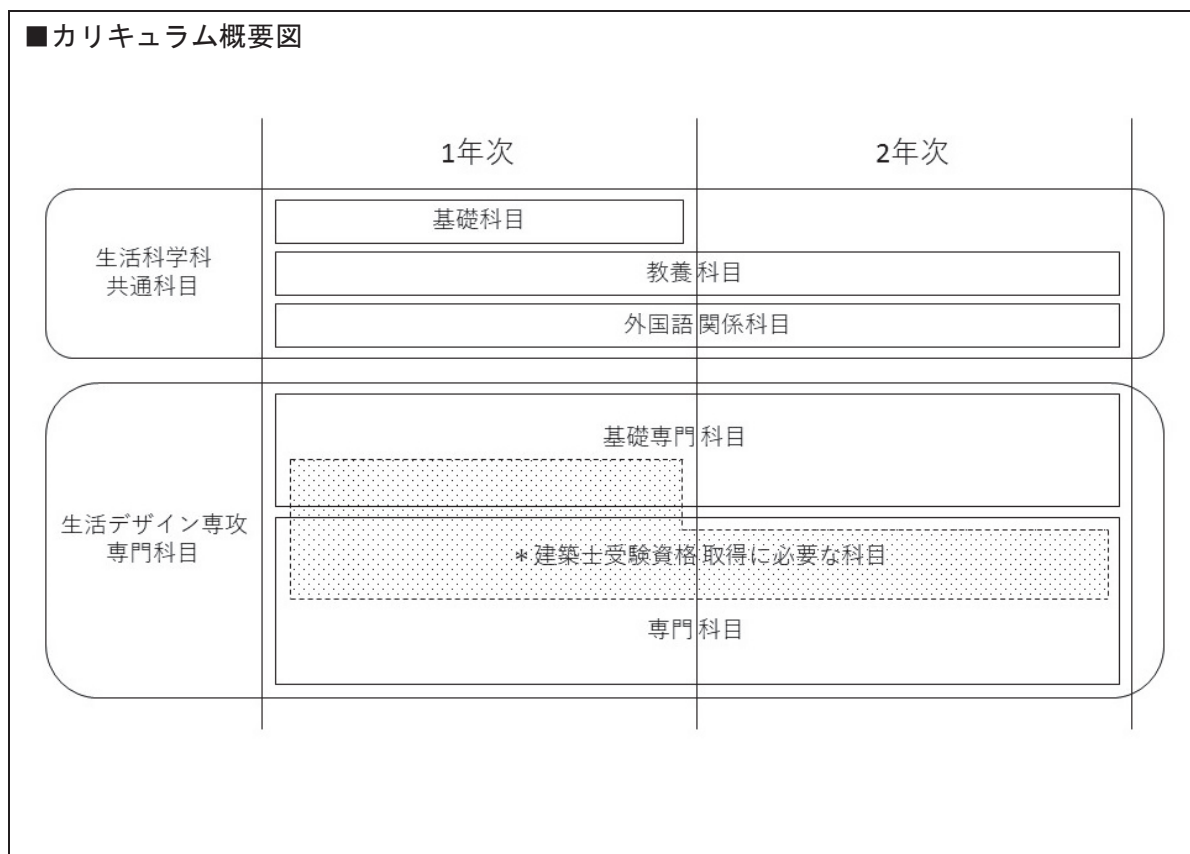 ■カリキュラム概要図
1年次
2年次
生活科学科
共通科目
基礎科目
教養科目
外国語関係科目
生活デザイン専攻
専門科目
基礎専門科目
*建築士受験資格取得に必要な科目
専門科目